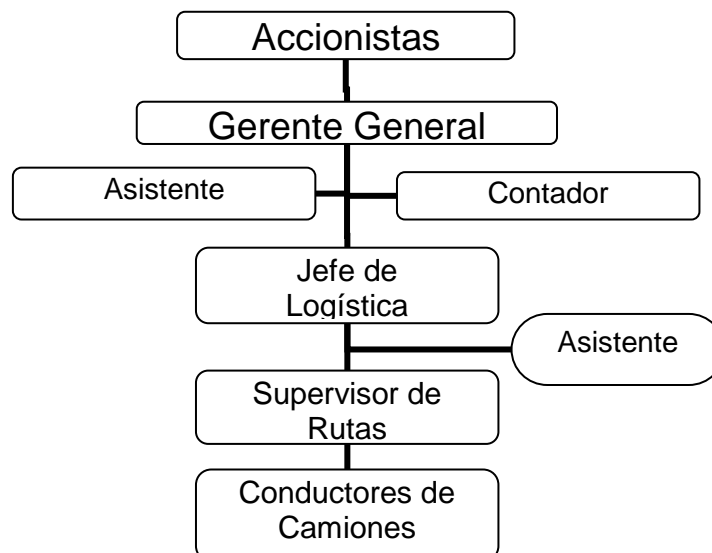 Accionistas
Gerente General
Asistente
Contador
Jefe de
Logística
Asistente
Supervisor de
Rutas
Conductores de
Camiones